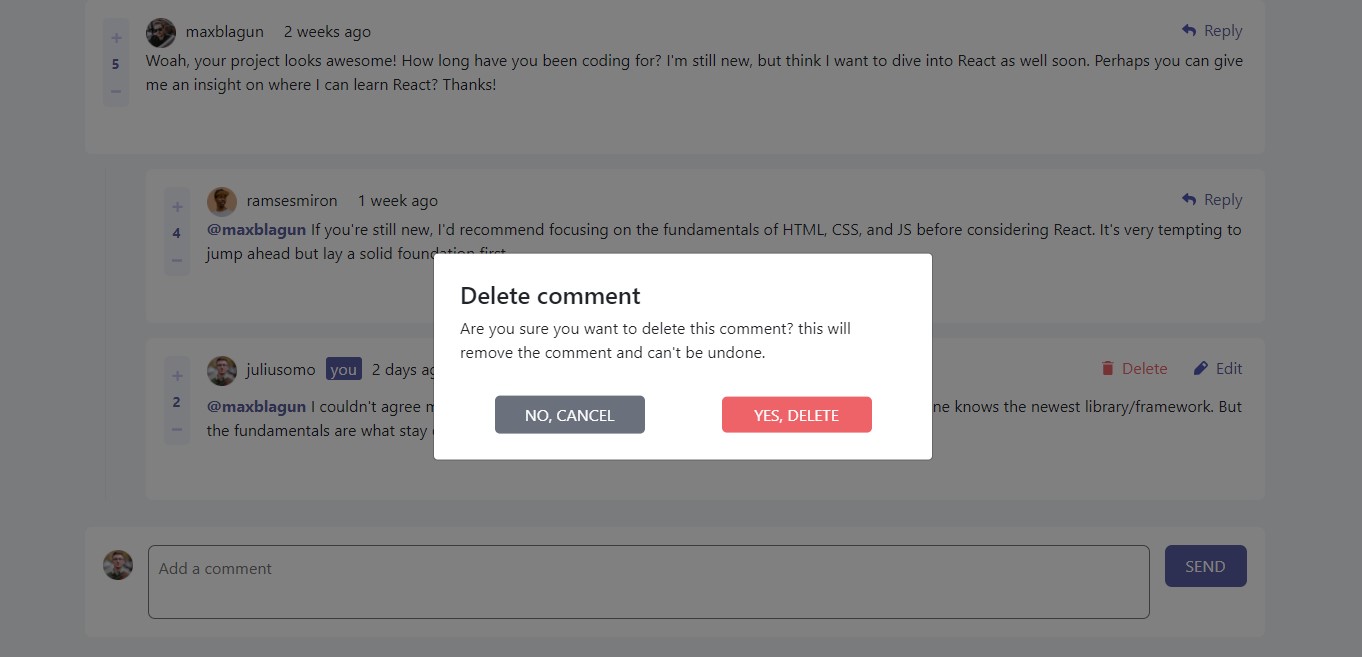 +
5
−
maxblagun 2 weeks ago
Reply
Woah, your project looks awesome! How long have you been coding for? I'm still new, but think I want to dive into React as well soon. Perhaps you can give
me an insight on where I can learn React? Thanks!
+
4
−
ramsesmiron 1 week ago
Reply
@maxblagun If you're still new, I'd recommend focusing on the fundamentals of HTML, CSS, and JS before considering React. It's very tempting to
jump ahead but lay a solid foundation first.
Delete comment
Are you sure you want to delete this comment? this will
remove the comment and can't be undone.
NO, CANCEL
YES, DELETE
+
2
−
juliusomo you 2 days
Delete
Edit
@maxblagun I couldn't agree
knows the newest library/framework. But
the fundamentals are what stay
Add a comment
SEND